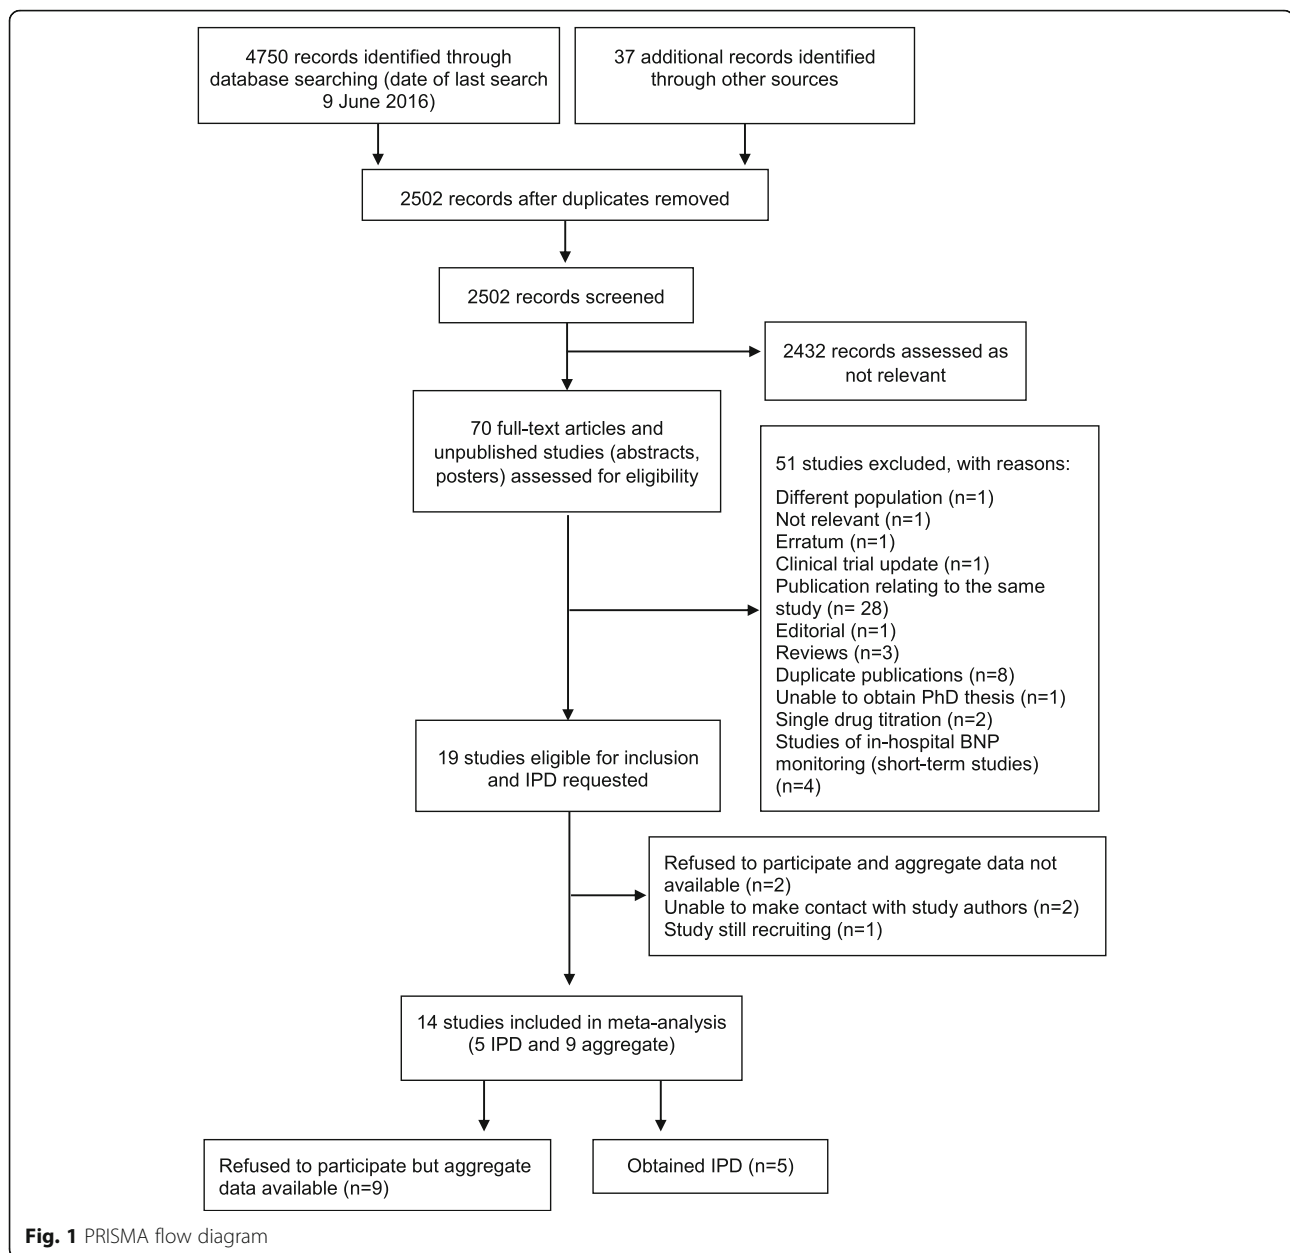 4750 records identified through
database searching (date of last search
9 June 2016)
37 additional records identified
through other sources
2502 records after duplicates removed
2502 records screened
2432 records assessed as
not relevant
70 full-text articles and
unpublished studies (abstracts,
posters) assessed for eligibility
51 studies excluded, with reasons:
Different population (n=1)
Not relevant (n=1)
Erratum (n=1)
Clinical trial update (n=1)
Publication relating to the same
study (n= 28)
Editorial (n=1)
Reviews (n=3)
Duplicate publications (n=8)
Unable to obtain PhD thesis (n=1)
Single drug titration (n=2)
Studies of in-hospital BNP
monitoring (short-term studies)
(n=4)
19 studies eligible for inclusion
and IPD requested
Refused to participate and aggregate data not
available (n=2)
Unable to make contact with study authors (n=2)
Study still recruiting (n=1)
14 studies included in meta-analysis
(5 IPD and 9 aggregate)
Refused to participate but aggregate
data available (n=9)
Obtained IPD (n=5)
Fig. 1 PRISMA flow diagram